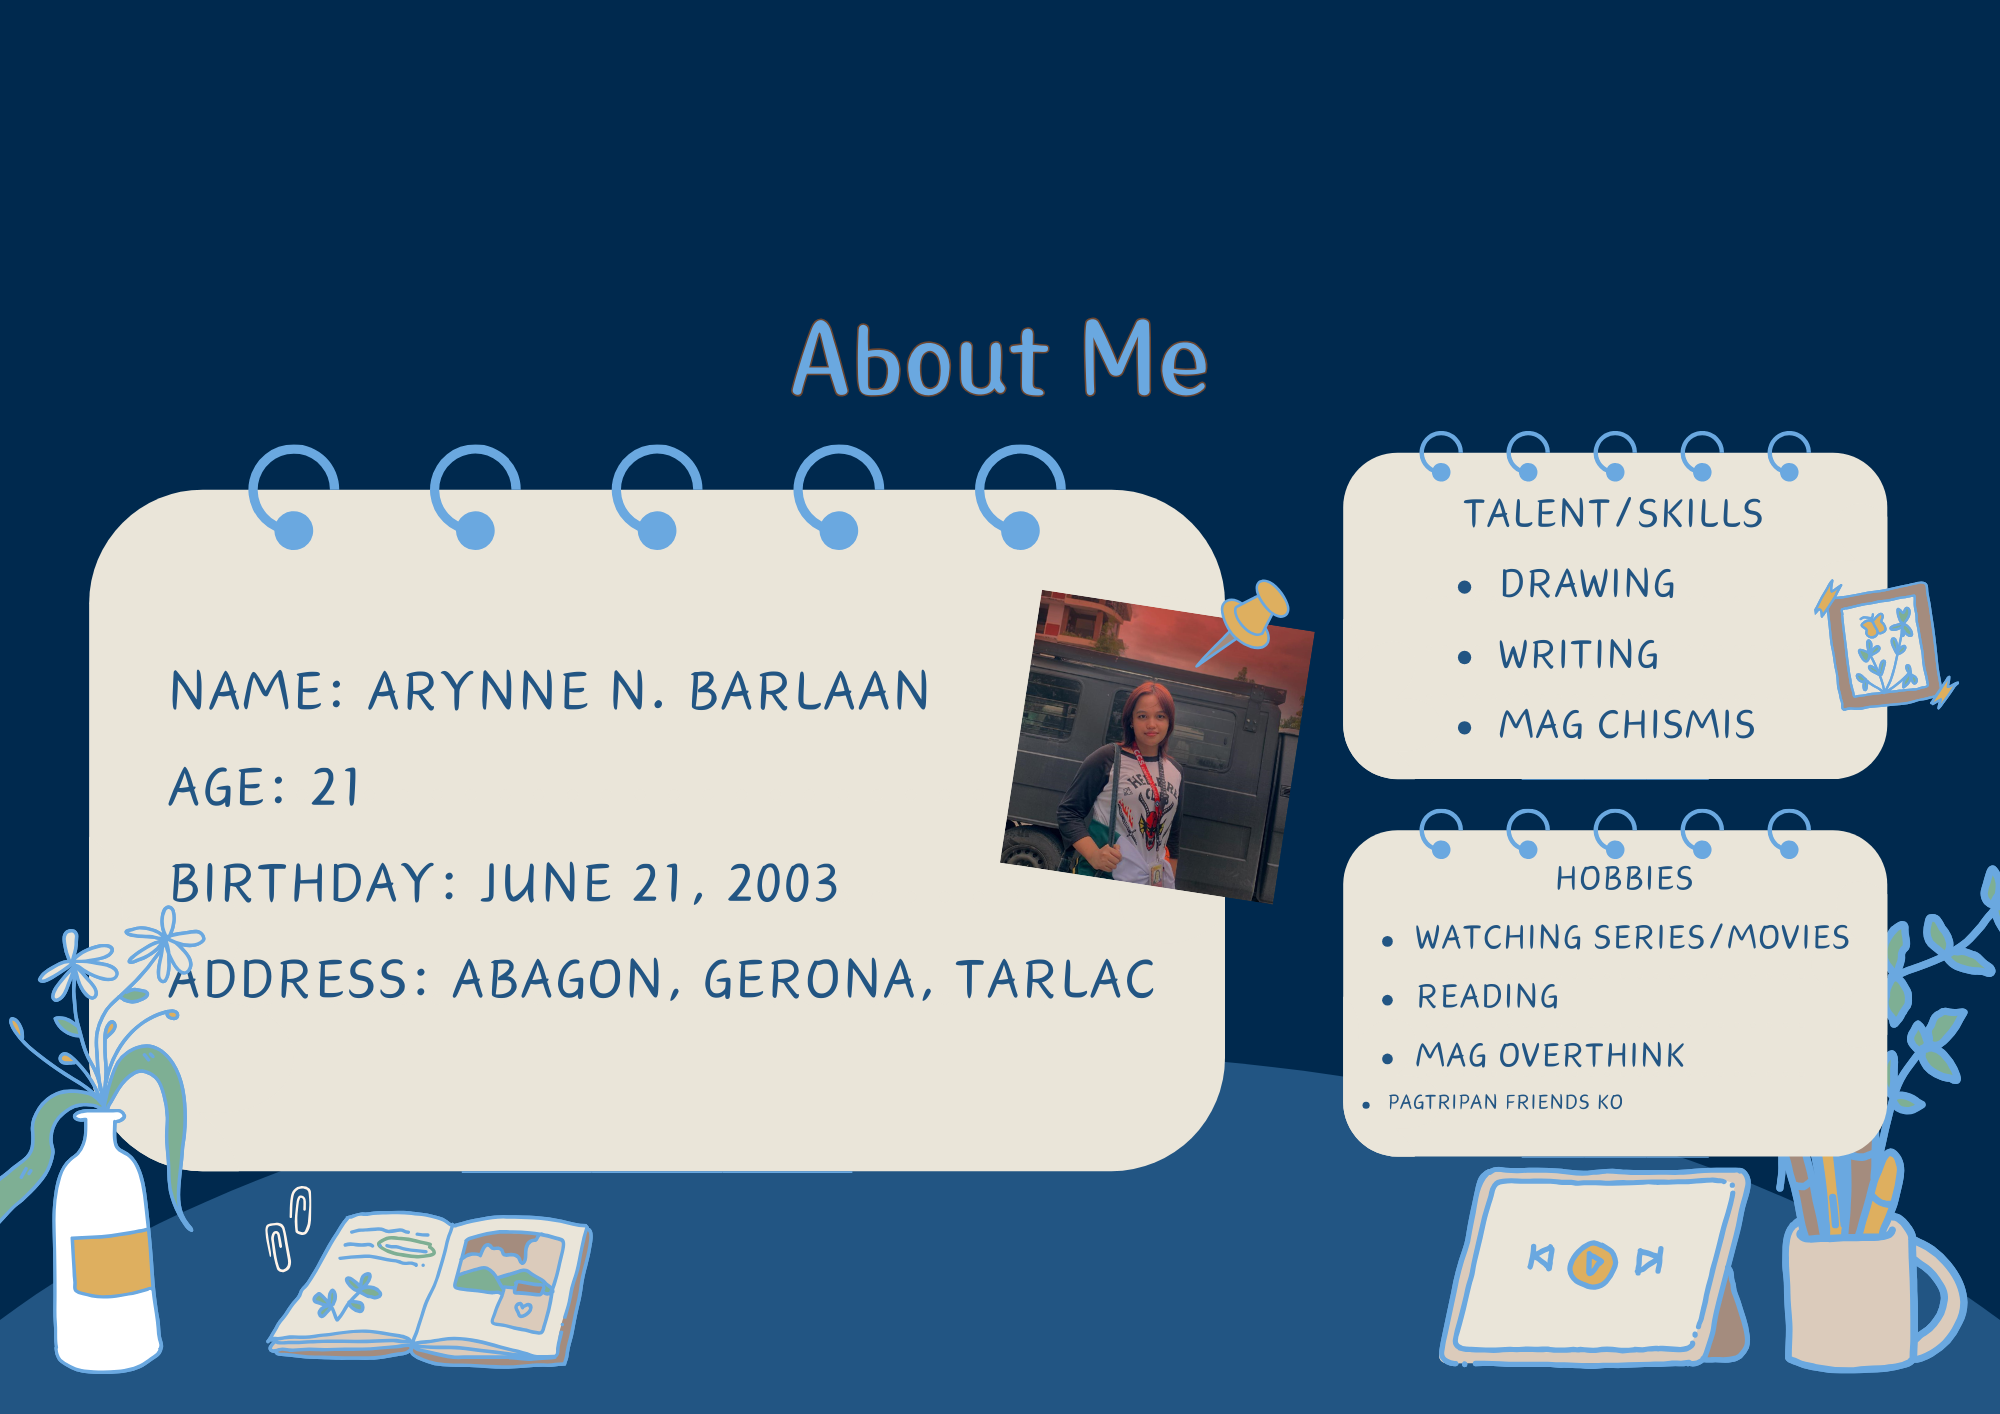 About Me
NAME: ARYNNE N. BARLAAN
AGE: 21
BIRTHDAY: JUNE 21, 2003
ADDRESS: ABAGON, GERONA, TARLAC
TALENT/SKILLS
• DRAWING
• WRITING
• MAG CHISMIS
HOBBIES
• WATCHING SERIES/MOVIES
• READING
• MAG OVERTHINK
• PAGTRIPAN FRIENDS KO